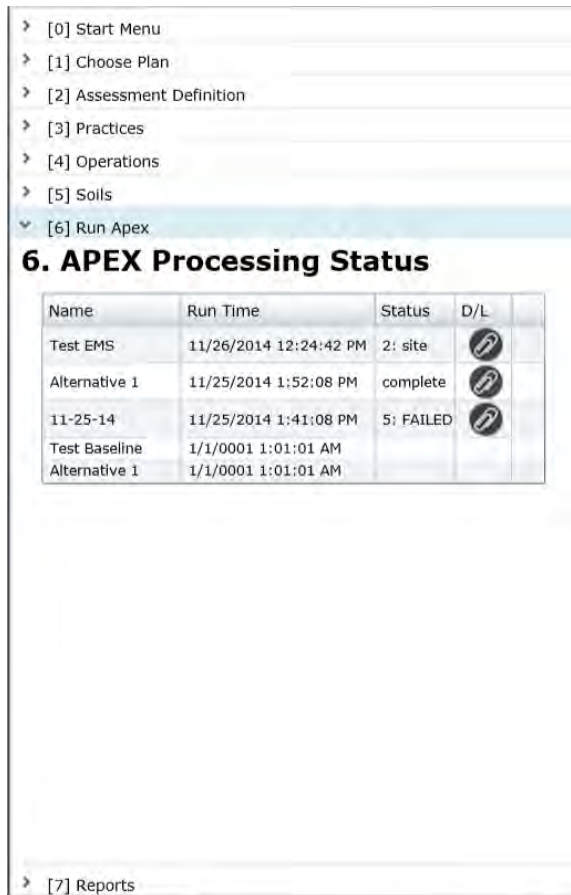 [0] Start Menu
[1] Choose Plan
[2] Assessment Definition
[3] Practices
[4] Operations
[5] Soils
[6] Run Apex
6. APEX Processing Status
Name Run Time Status D/L
Test EMS 11/26/2014 12:24:42 PM 2: site
Alternative 1 11/25/2014 1:52:08 PM complete
11-25-14 11/25/2014 1:41:08 PM 5: FAILED
Test Baseline 1/1/0001 1:01:01 AM
Alternative 1 1/1/0001 1:01:01 AM
[7] Reports